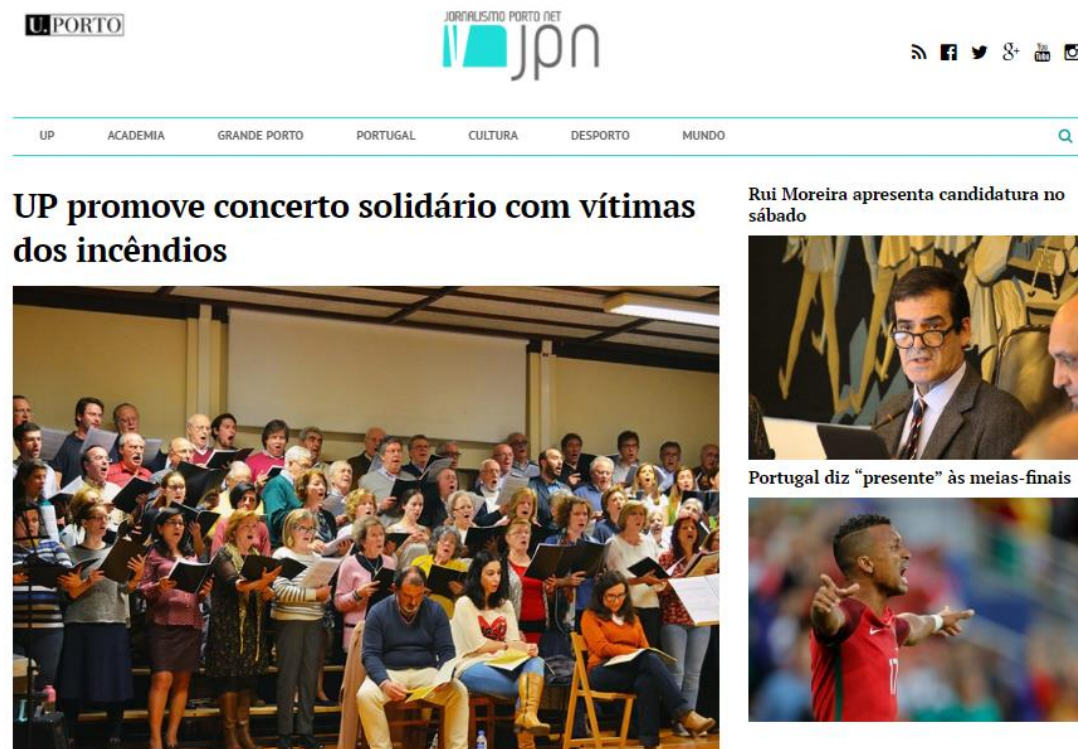 U. PORTO
JORNALISMO PORTO NET
jpn
UP ACADEMIA GRANDE PORTO PORTUGAL CULTURA DESPORTO MUNDO
UP promove concerto solidário com vítimas
dos incêndios
Rui Moreira apresenta candidatura no
sábado
Portugal diz “presente” às meias-finais
17